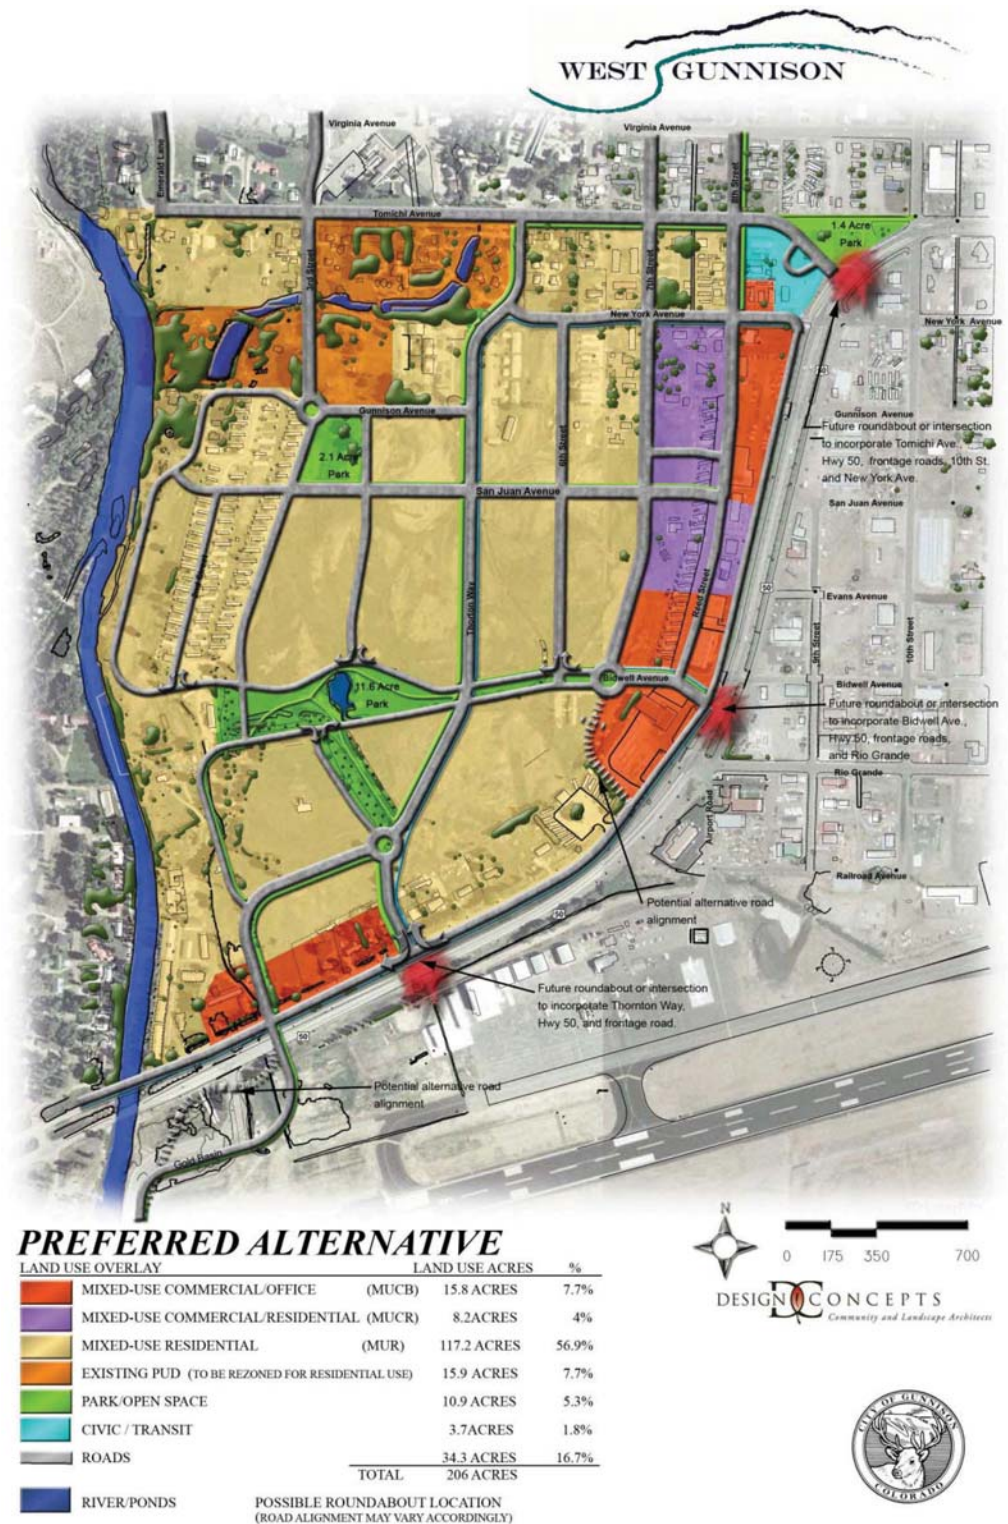 WEST GUNNISON
Virginia Avenue
Virginia Avenue
Emerald Lane
8th Street
Tomichi Avenue
1.4 Acre
Park
3rd Street
7th Street
New York Avenue
New York Avenue
50
Gunnison Avenue
Gunnison Avenue
Future roundabout or intersection
to incorporate Tomichi Ave.,
Hwy 50, frontage roads, 10th St.
and New York Ave.
6th Street
2.1 Acre
Park
San Juan Avenue
San Juan Avenue
50
Evans Avenue
Reed Street
Thorton Way
9th Street
10th Street
Bidwell Avenue
Bidwell Avenue
11.6 Acre
Park
Future roundabout or intersection
to incorporate Bidwell Ave.,
Hwy 50, frontage roads,
and Rio Grande
Rio Grande
Airport Road
Railroad Avenue
Potential alternative road
alignment
50
Future roundabout or intersection
to incorporate Thornton Way,
Hwy 50, and frontage road.
50
Potential alternative road
alignment
Gold Basin
PREFERRED ALTERNATIVE
LAND USE OVERLAY LAND USE ACRES %
MIXED-USE COMMERCIAL/OFFICE (MUCB) 15.8 ACRES 7.7%
MIXED-USE COMMERCIAL/RESIDENTIAL (MUCR) 8.2ACRES 4%
MIXED-USE RESIDENTIAL (MUR) 117.2 ACRES 56.9%
EXISTING PUD (TO BE REZONED FOR RESIDENTIAL USE) 15.9 ACRES 7.7%
PARK/OPEN SPACE 10.9 ACRES 5.3%
CIVIC / TRANSIT 3.7ACRES 1.8%
ROADS 34.3 ACRES 16.7%
TOTAL 206 ACRES
RIVER/PONDS POSSIBLE ROUNDABOUT LOCATION
(ROAD ALIGNMENT MAY VARY ACCORDINGLY)
N
0 175 350 700
DESIGN CONCEPTS
Community and Landscape Architects
CITY OF GUNNISON
COLORADO